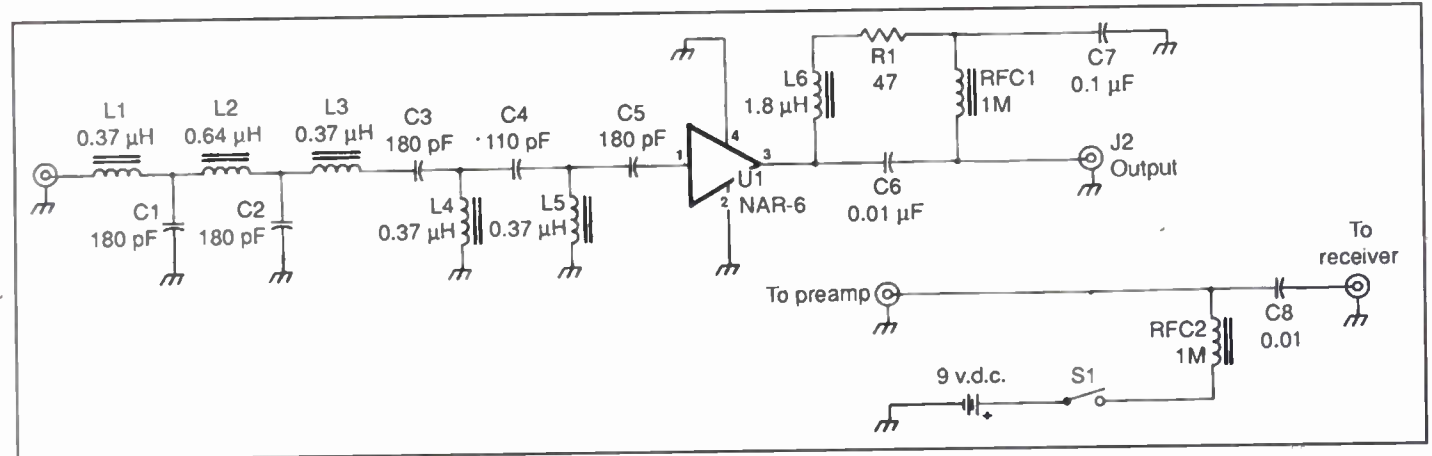 L1
0.37 µH
L2
0.64 µH
L3
0.37 µH
C3
180 pF
C4
110 pF
C5
180 pF
C1
180 pF
C2
180 pF
L4
0.37 µH
L5
0.37 µH
1
4
3
2
U1
NAR-6
L6
1.8 µH
R1
47
RFC1
1M
C7
0.1 µF
C6
0.01 µF
J2
Output
To preamp
To
receiver
C8
0.01
RFC2
1M
9 v.d.c.
+
S1